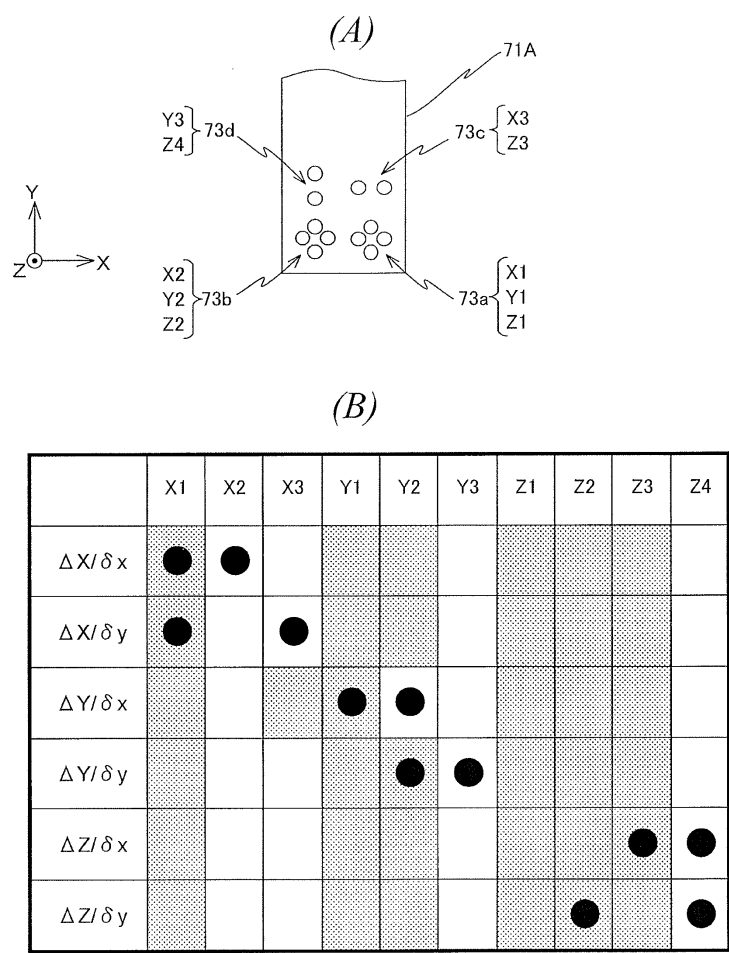 (A)
71A
Y3
Z4
73d
73c
X3
Z3
Y
Z
X
X2
Y2
Z2
73b
73a
X1
Y1
Z1
(B)
X1 X2 X3 Y1 Y2 Y3 Z1 Z2 Z3 Z4
ΔX/δx
ΔX/δy
ΔY/δx
ΔY/δy
ΔZ/δx
ΔZ/δy